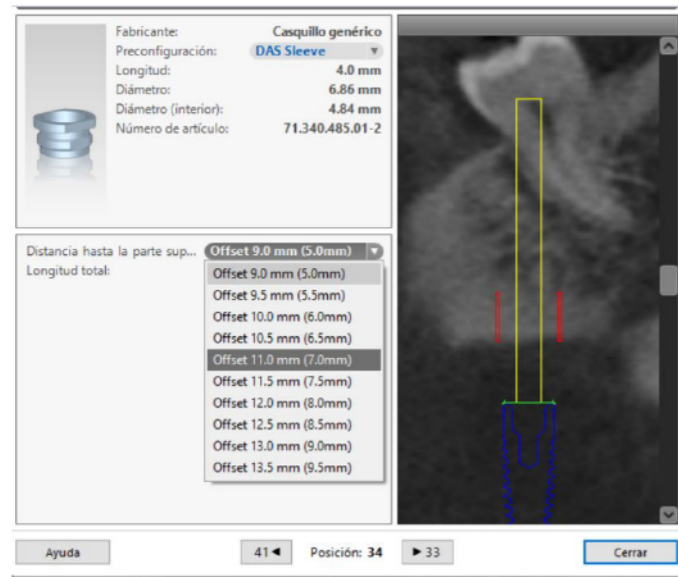 Fabricante: Casquillo genérico
Preconfiguración: DAS Sleeve
Longitud: 4.0 mm
Diámetro: 6.86 mm
Diámetro (interior): 4.84 mm
Número de artículo: 71.340.485.01-2
Distancia hasta la parte sup... Offset 9.0 mm (5.0mm)
Longitud total:
Offset 9.0 mm (5.0mm)
Offset 9.5 mm (5.5mm)
Offset 10.0 mm (6.0mm)
Offset 10.5 mm (6.5mm)
Offset 11.0 mm (7.0mm)
Offset 11.5 mm (7.5mm)
Offset 12.0 mm (8.0mm)
Offset 12.5 mm (8.5mm)
Offset 13.0 mm (9.0mm)
Offset 13.5 mm (9.5mm)
Ayuda 41◄ Posición: 34 ►33 Cerrar